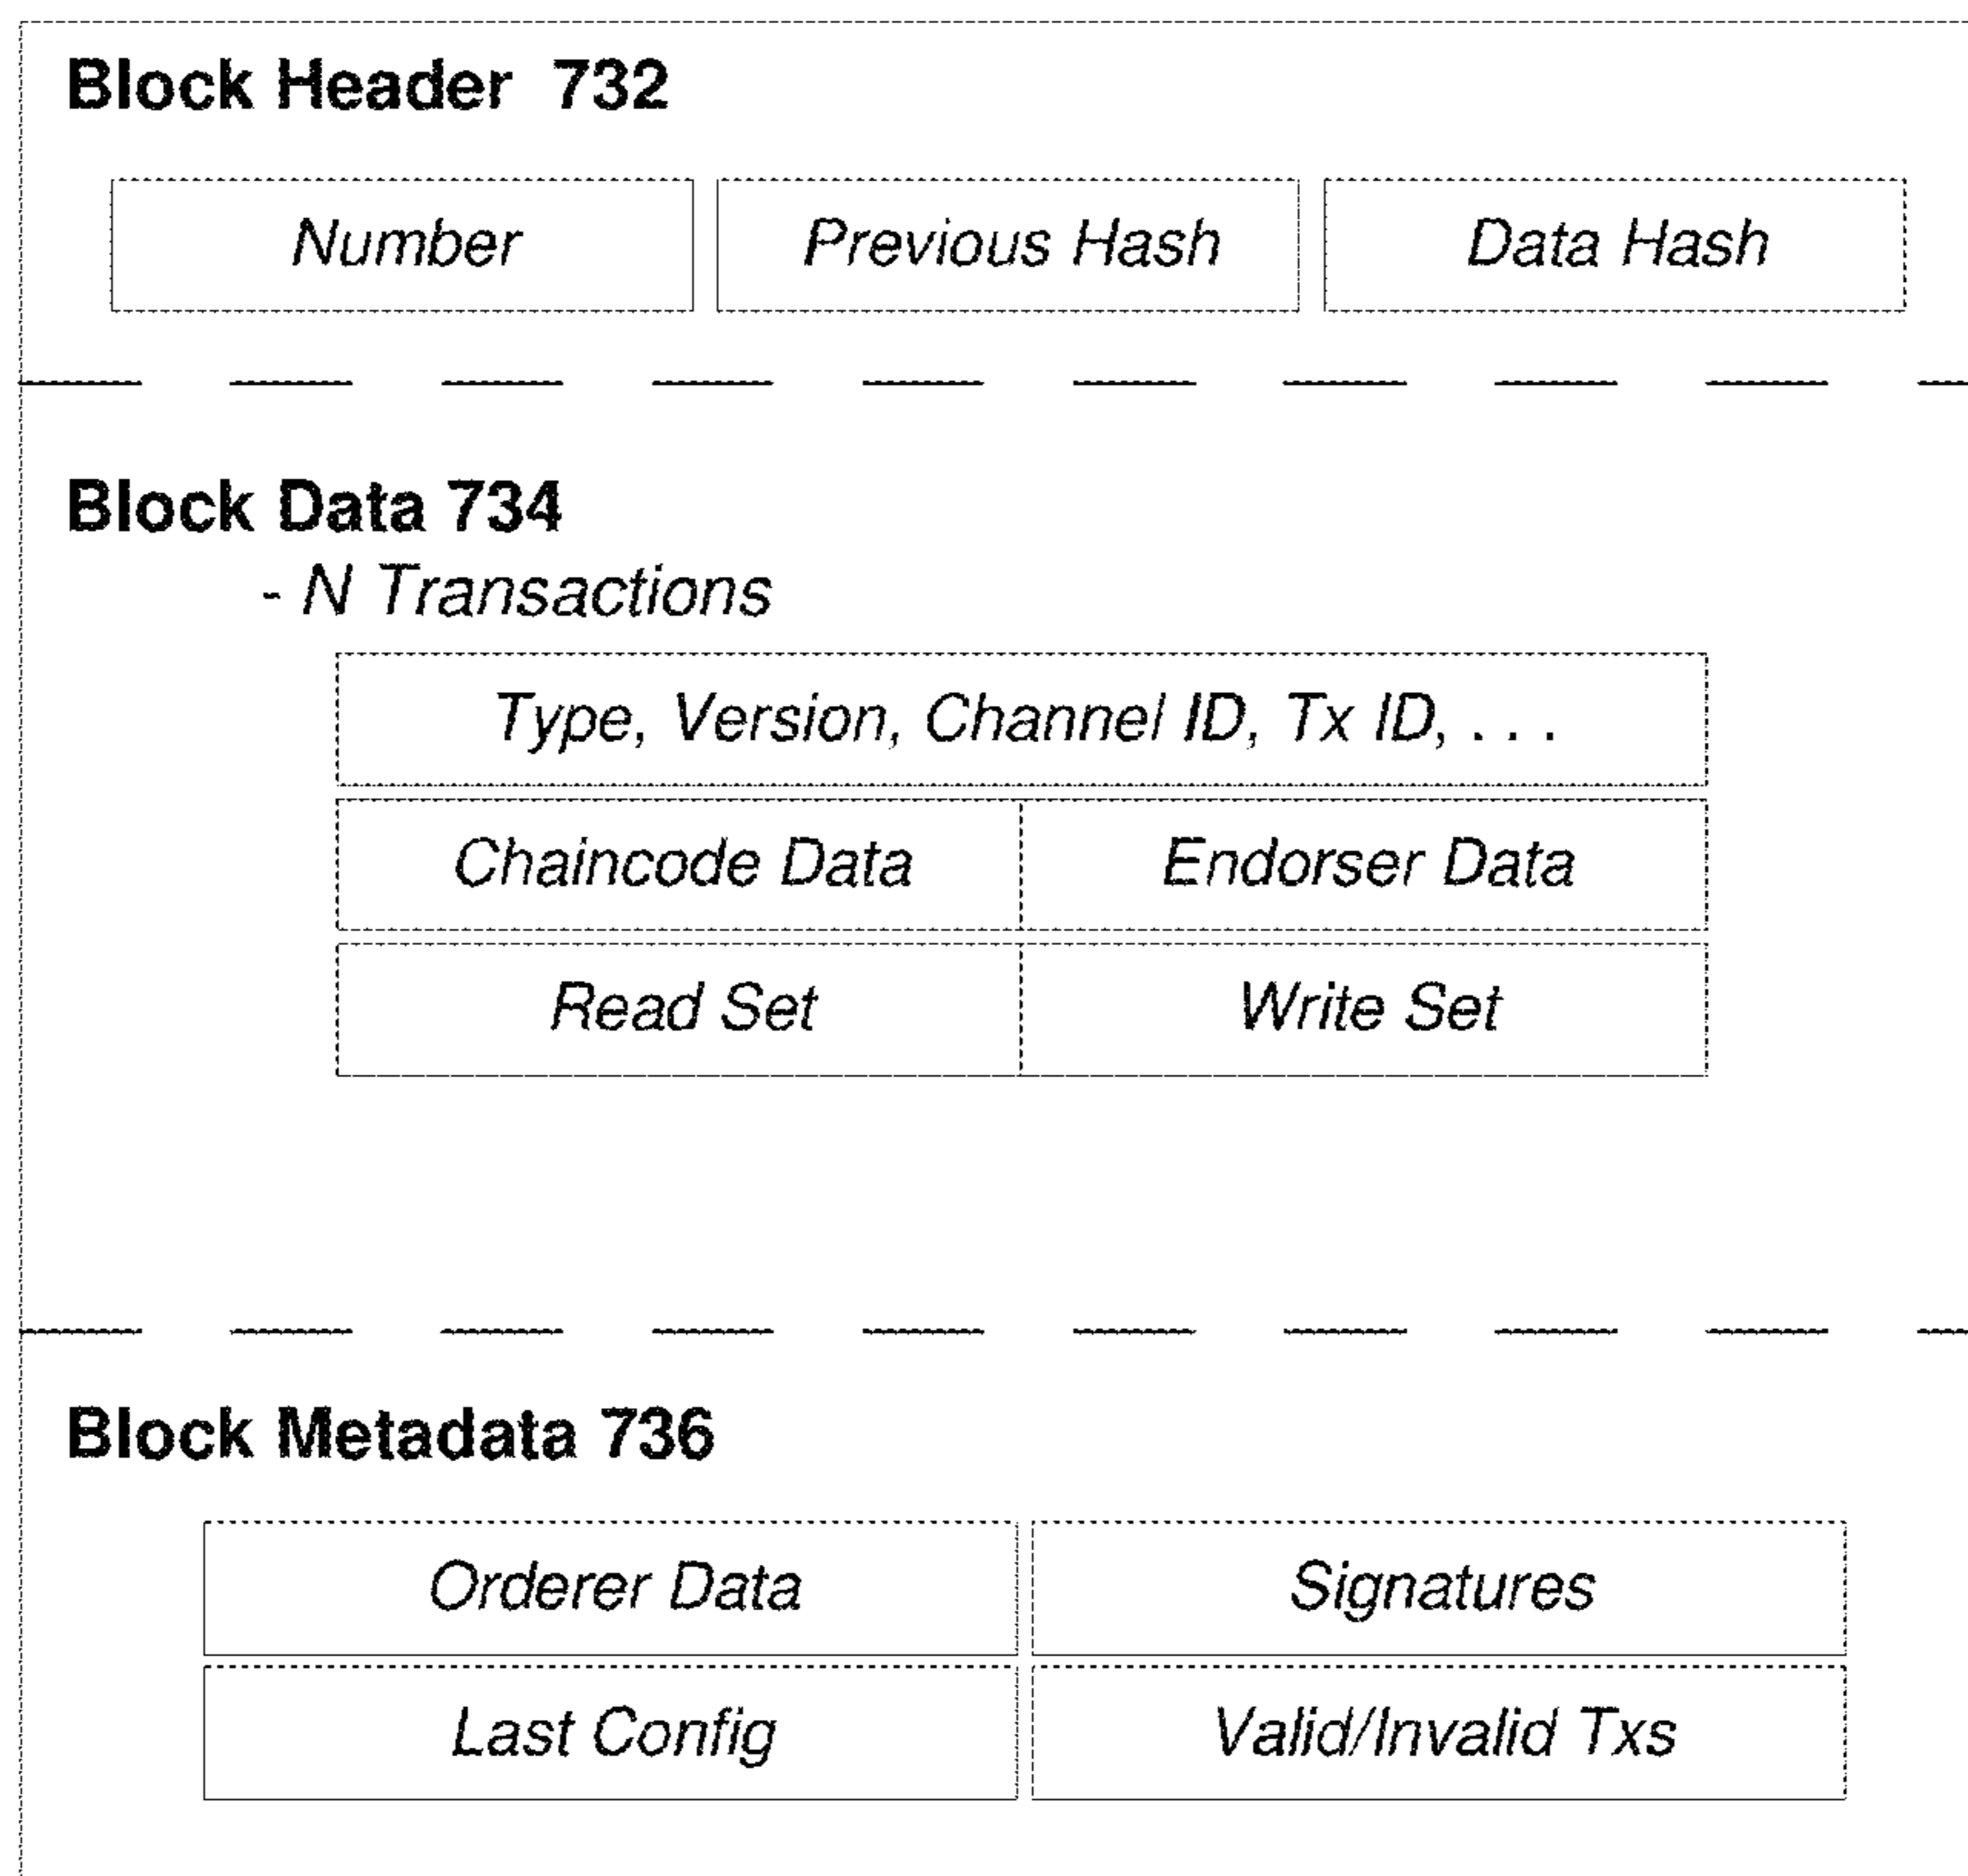 Block Header 732
Number Previous Hash Data Hash
Block Data 734
- N Transactions
Type, Version, Channel ID, Tx ID, . . .
Chaincode Data Endorser Data
Read Set Write Set
Block Metadata 736
Orderer Data Signatures
Last Config Valid/Invalid Txs